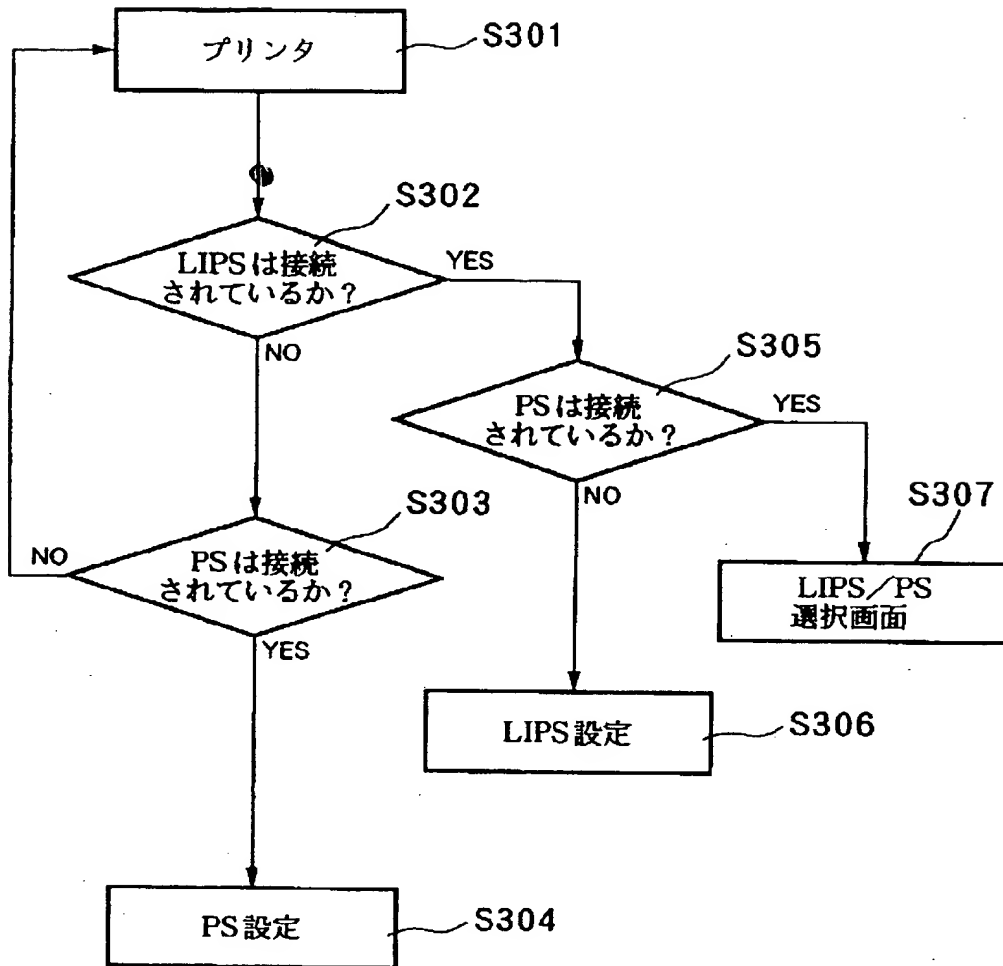 プリンタ
S301
S302
LIPSは接続
されているか？
YES
NO
S305
PSは接続
されているか？
YES
NO
S303
NO
PSは接続
されているか？
YES
S307
LIPS／PS
選択画面
LIPS設定
S306
PS設定
S304